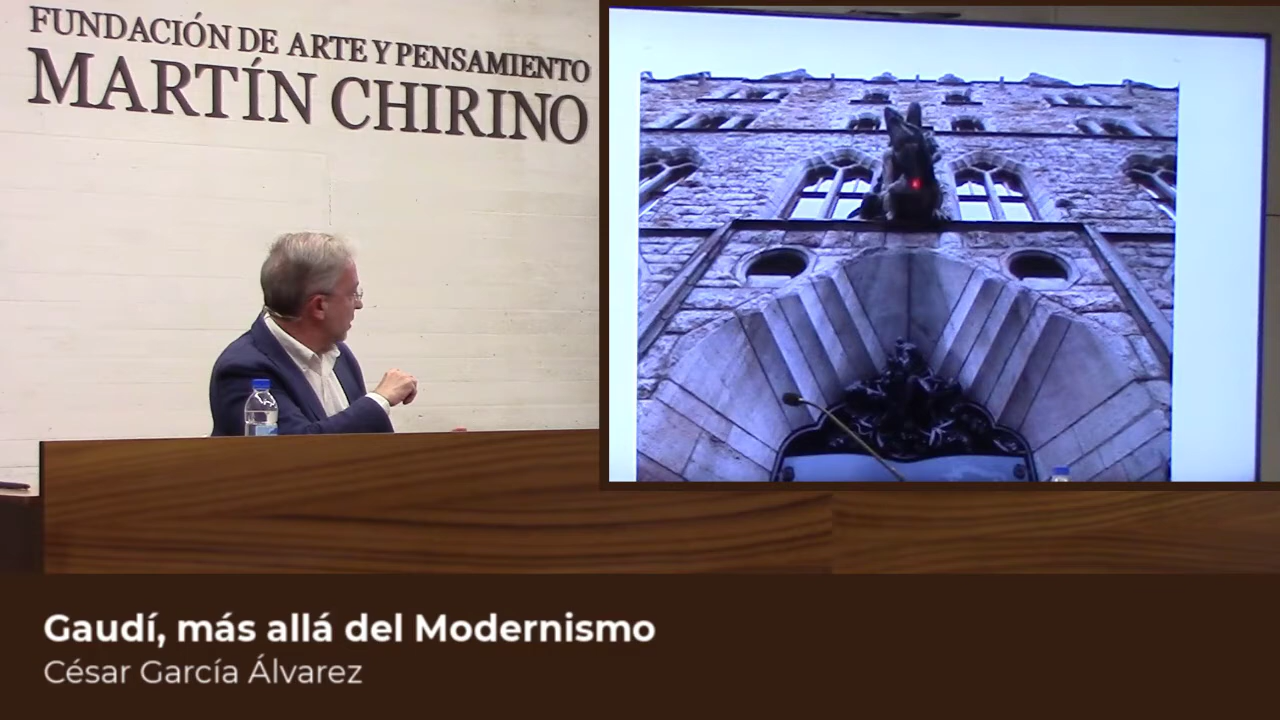 FUNDACIÓN DE ARTE Y PENSAMIENTO
MARTÍN CHIRINO
Gaudí, más allá del Modernismo
César García Álvarez